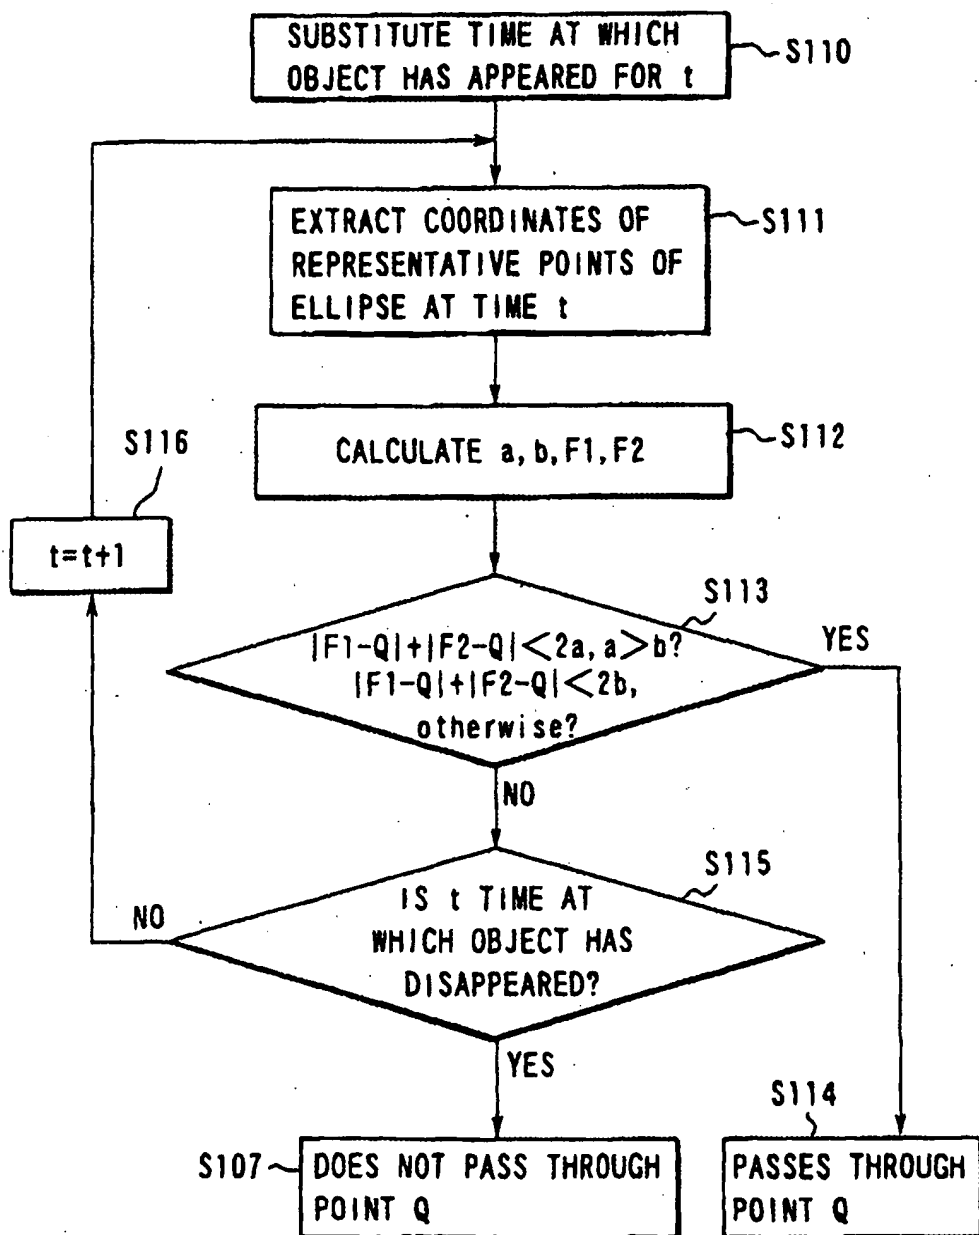 SUBSTITUTE TIME AT WHICH
OBJECT HAS APPEARED FOR t
S110
EXTRACT COORDINATES OF
REPRESENTATIVE POINTS OF
ELLIPSE AT TIME t
S111
CALCULATE a, b, F1, F2
S112
S116
t=t+1
S113
|F1-Q|+|F2-Q|<2a, a>b?
|F1-Q|+|F2-Q|<2b,
otherwise?
YES
NO
S115
IS t TIME AT
WHICH OBJECT HAS
DISAPPEARED?
NO
YES
S114
S107
DOES NOT PASS THROUGH
POINT Q
PASSES THROUGH
POINT Q